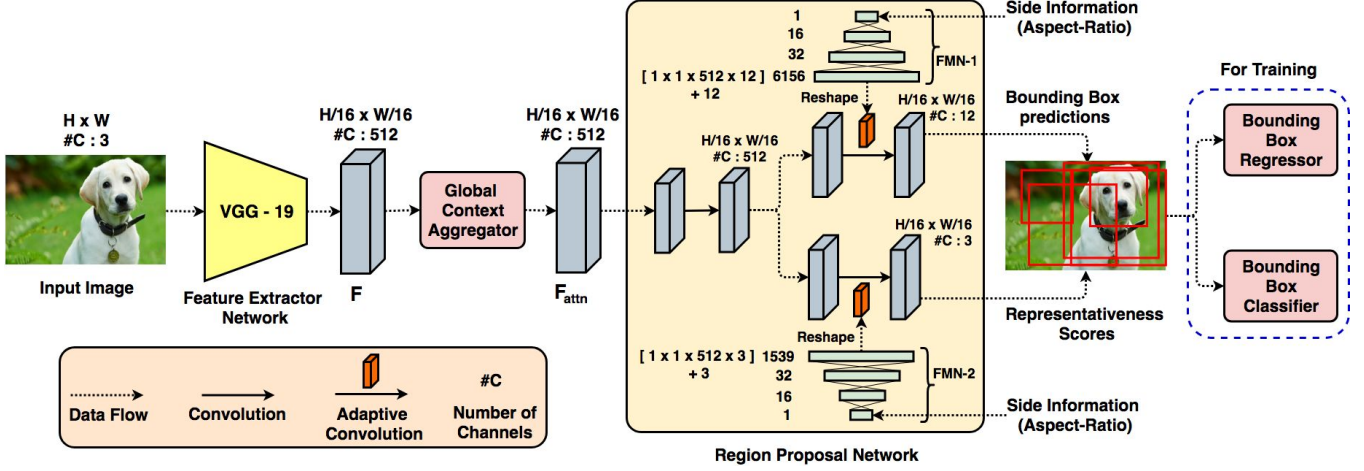 H x W
#C : 3
Input Image
VGG - 19
Feature Extractor
Network
H/16 x W/16
#C : 512
F
Global
Context
Aggregator
H/16 x W/16
#C : 512
Fattn
1
16
32
[ 1 x 1 x 512 x 12 ] 6156
+ 12
FMN-1
Side Information
(Aspect-Ratio)
Reshape
H/16 x W/16
#C : 12
H/16 x W/16
#C : 512
H/16 x W/16
#C : 3
Reshape
[ 1 x 1 x 512 x 3 ] 1539
+ 3
32
16
1
FMN-2
Side Information
(Aspect-Ratio)
Region Proposal Network
Bounding Box
predictions
Representativeness
Scores
For Training
Bounding
Box
Regressor
Bounding
Box
Classifier
Data Flow
Convolution
Adaptive
Convolution
#C
Number of
Channels